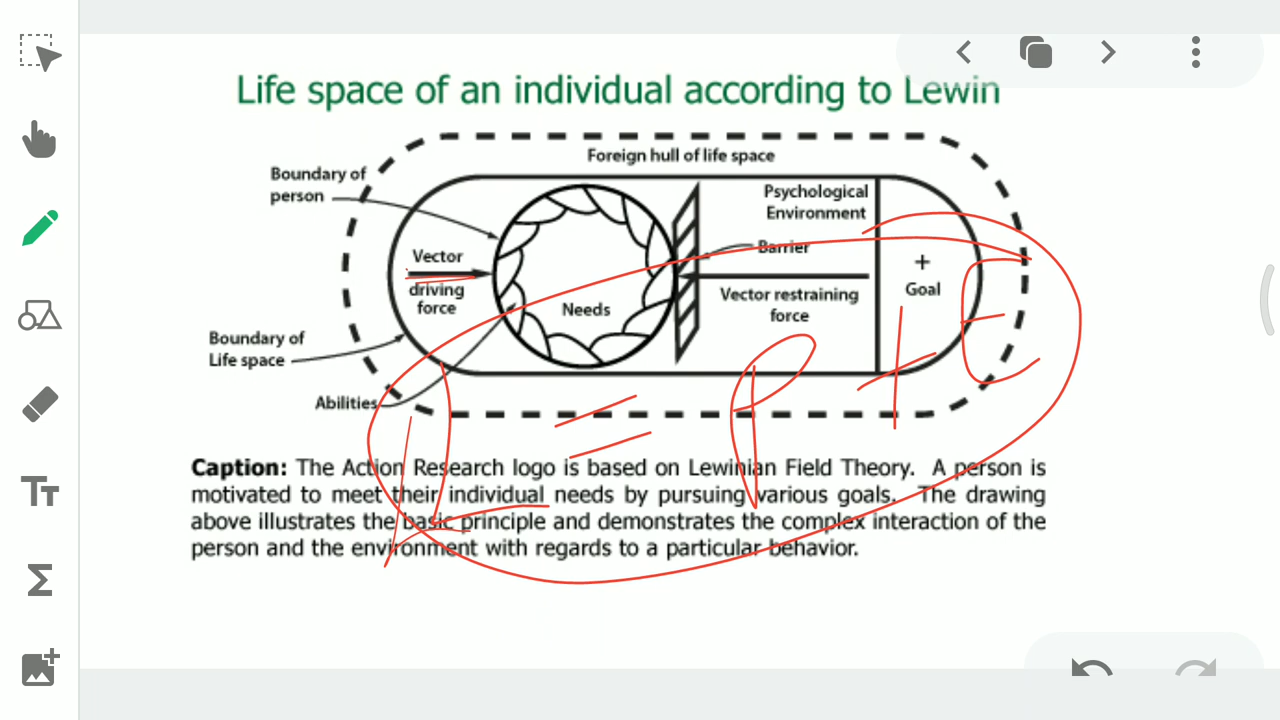 Life space of an individual according to Lewin
Foreign hull of life space
Boundary of
person
Psychological
Environment
Barrier
Vector
driving
force
+
Goal
Needs
Vector restraining
force
Boundary of
Life space
Abilities
= P + E
Caption: The Action Research logo is based on Lewinian Field Theory. A person is
motivated to meet their individual needs by pursuing various goals. The drawing
above illustrates the basic principle and demonstrates the complex interaction of the
person and the environment with regards to a particular behavior.
Tт
Σ